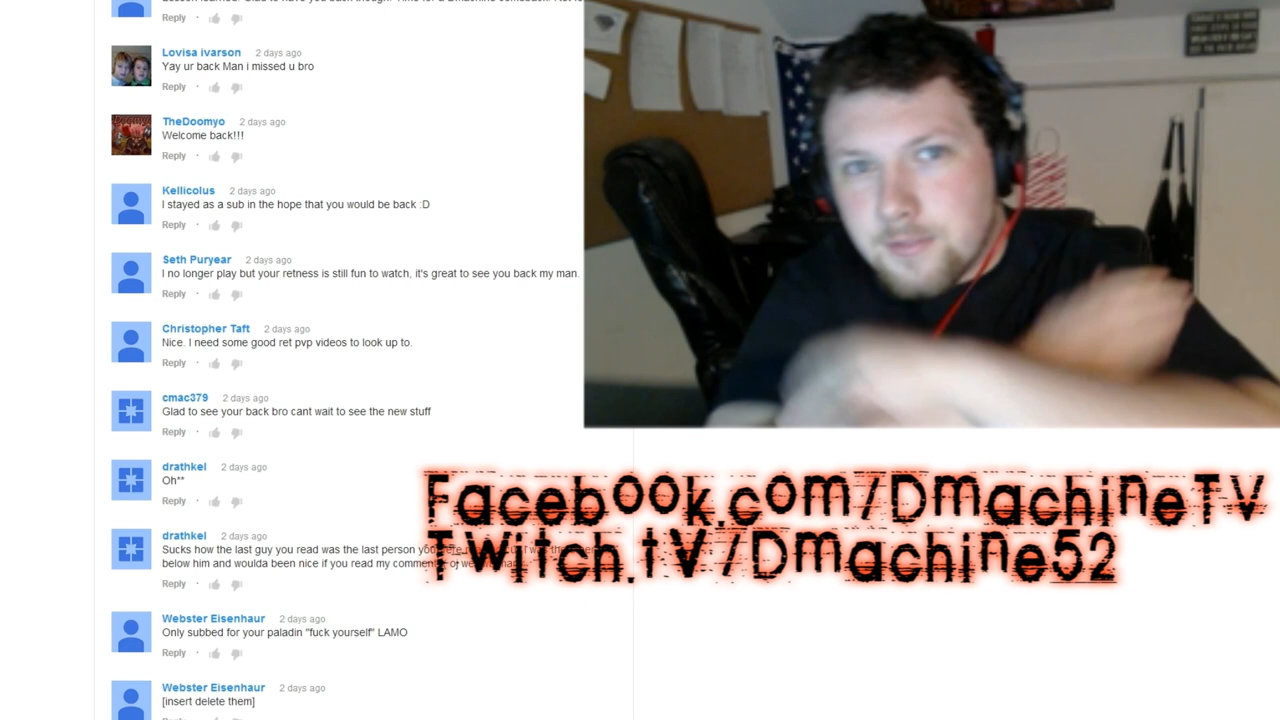 Reply
Lovisa ivarson 2 days ago
Yay ur back Man i missed u bro
Reply
TheDoomyo 2 days ago
Welcome back!!!
Reply
Kellicolus 2 days ago
I stayed as a sub in the hope that you would be back :D
Reply
Seth Puryear 2 days ago
I no longer play but your retness is still fun to watch, it's great to see you back my man.
Reply
Christopher Taft 2 days ago
Nice. I need some good ret pvp videos to look up to.
Reply
cmac379 2 days ago
Glad to see your back bro cant wait to see the new stuff
Reply
drathkel 2 days ago
Oh**
Reply
drathkel 2 days ago
Sucks how the last guy you read was the last person
below him and woulda been nice if you read my comment
Reply
Webster Eisenhaur 2 days ago
Only subbed for your paladin "fuck yourself" LAMO
Reply
Webster Eisenhaur 2 days ago
[insert delete them]
Facebook.com/DmachineTV
Twitch.tV/Dmachine52